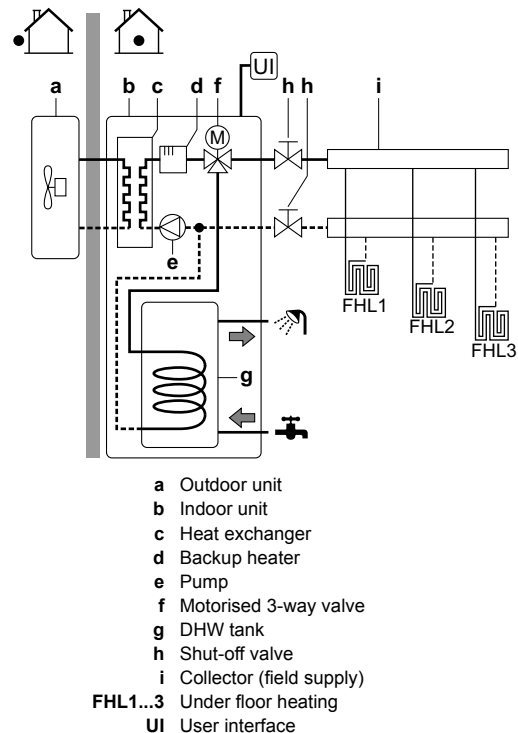 UI
a b c d f h h i
M
e
FHL1
FHL2
FHL3
g
a Outdoor unit
b Indoor unit
c Heat exchanger
d Backup heater
e Pump
f Motorised 3-way valve
g DHW tank
h Shut-off valve
i Collector (field supply)
FHL1...3 Under floor heating
UI User interface